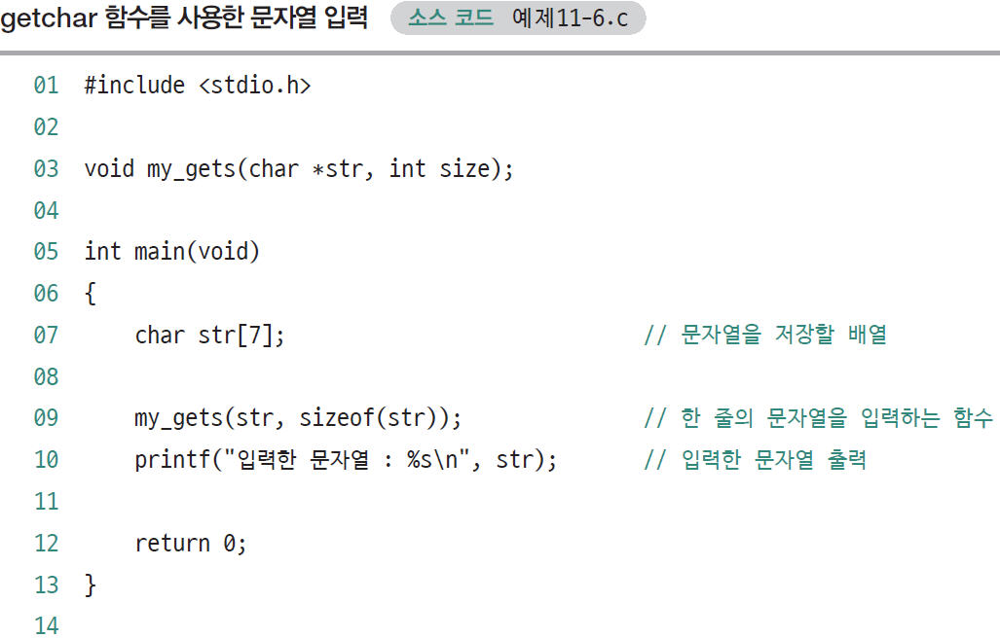 getchar 함수를 사용한 문자열 입력 소스 코드 예제11-6.c
01 #include <stdio.h>
02
03 void my_gets(char *str, int size);
04
05 int main(void)
06 {
07 char str[7]; // 문자열을 저장할 배열
08
09 my_gets(str, sizeof(str)); // 한 줄의 문자열을 입력하는 함수
10 printf("입력한 문자열 : %s\n", str); // 입력한 문자열 출력
11
12 return 0;
13 }
14